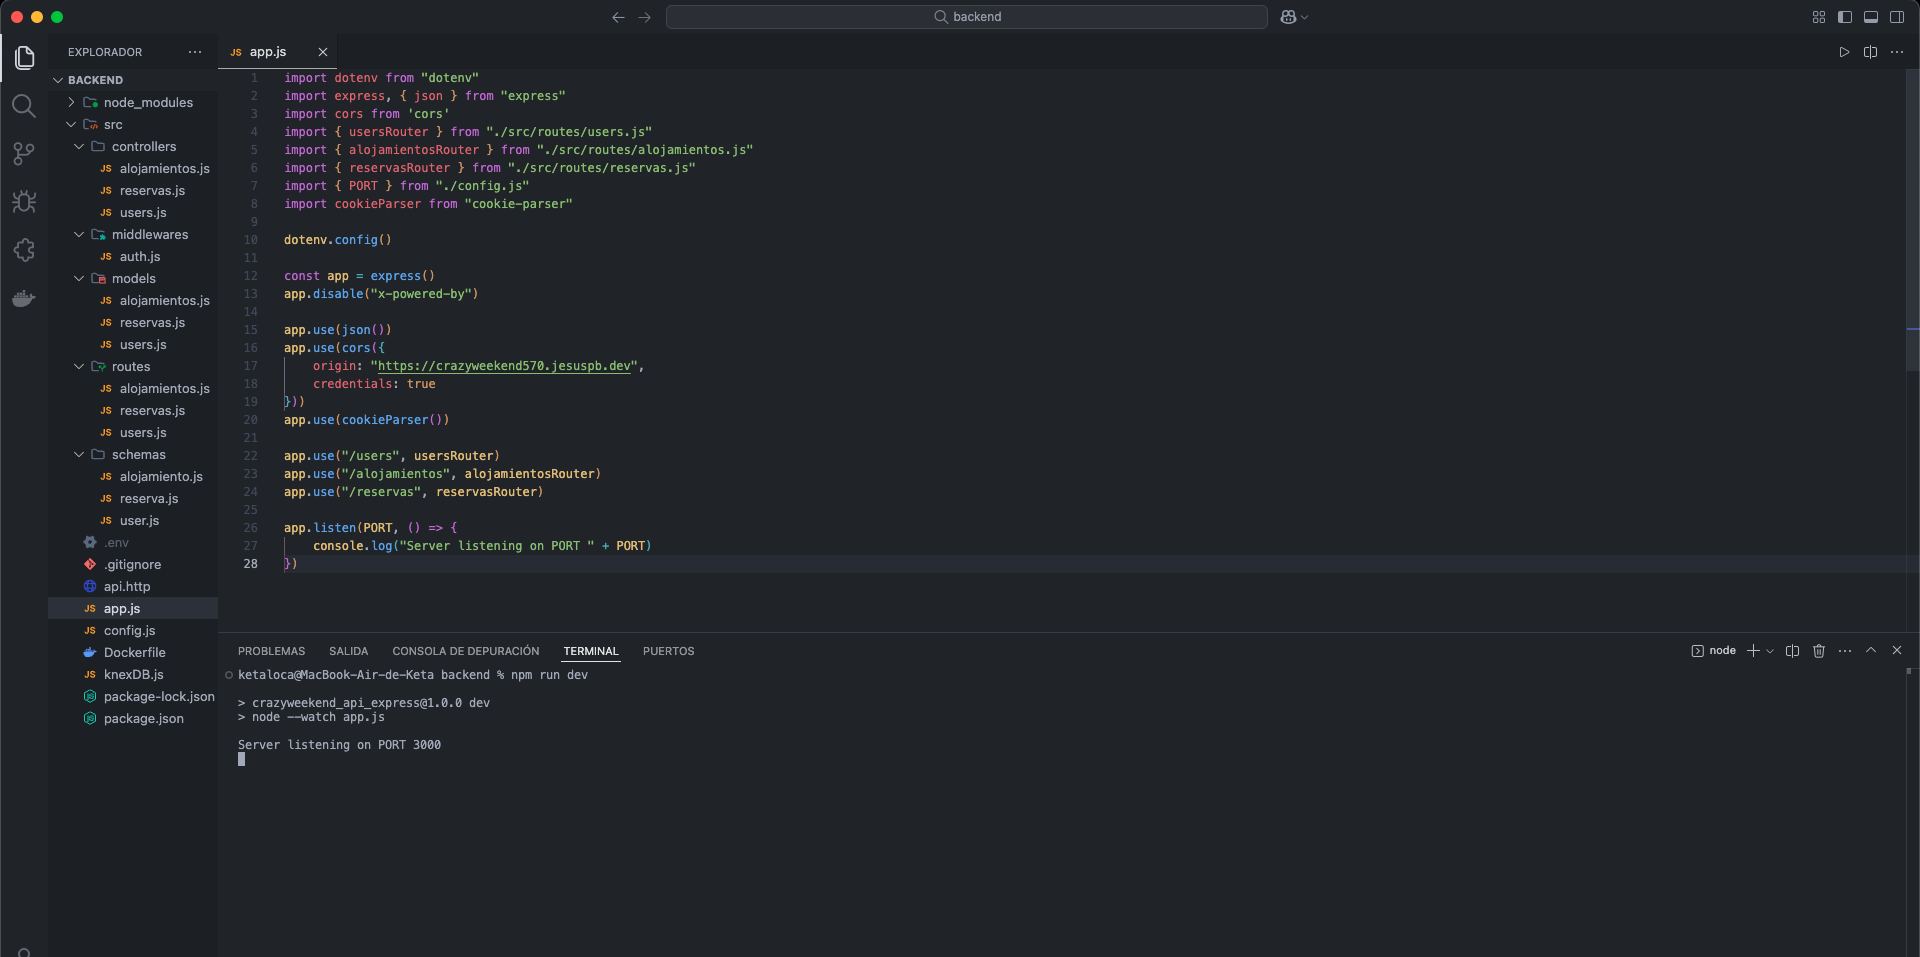 backend
EXPLORADOR
BACKEND
node_modules
src
controllers
JS alojamientos.js
JS reservas.js
JS users.js
middlewares
JS auth.js
models
JS alojamientos.js
JS reservas.js
JS users.js
routes
JS alojamientos.js
JS reservas.js
JS users.js
schemas
JS alojamiento.js
JS reserva.js
JS user.js
.env
.gitignore
api.http
JS app.js
JS config.js
Dockerfile
JS knexDB.js
package-lock.json
package.json
JS app.js
1 import dotenv from "dotenv"
2 import express, { json } from "express"
3 import cors from 'cors'
4 import { usersRouter } from "./src/routes/users.js"
5 import { alojamientosRouter } from "./src/routes/alojamientos.js"
6 import { reservasRouter } from "./src/routes/reservas.js"
7 import { PORT } from "./config.js"
8 import cookieParser from "cookie-parser"
9
10 dotenv.config()
11
12 const app = express()
13 app.disable("x-powered-by")
14
15 app.use(json())
16 app.use(cors({
17 origin: "https://crazyweekend570.jesuspb.dev",
18 credentials: true
19 }))
20 app.use(cookieParser())
21
22 app.use("/users", usersRouter)
23 app.use("/alojamientos", alojamientosRouter)
24 app.use("/reservas", reservasRouter)
25
26 app.listen(PORT, () => {
27 console.log("Server listening on PORT " + PORT)
28 })
PROBLEMAS SALIDA CONSOLA DE DEPURACIÓN TERMINAL PUERTOS node
ketaloca@MacBook-Air-de-Keta backend % npm run dev
> crazyweekend_api_express@1.0.0 dev
> node --watch app.js
Server listening on PORT 3000